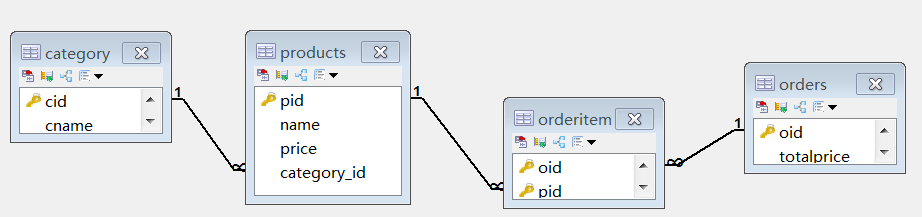 category
cid
cname
1
products
pid
name
price
category_id
1
orderitem
oid
pid
1
orders
oid
totalprice